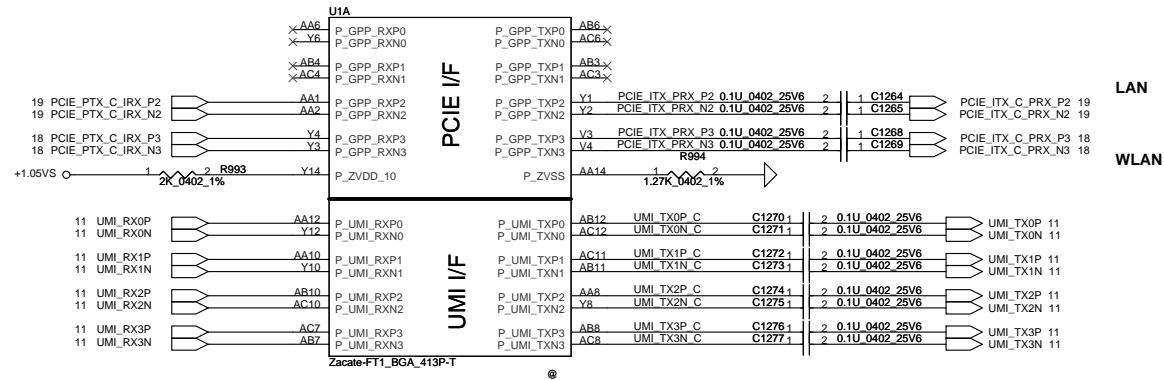 U1A
AA6 P_GPP_RXP0 P_GPP_TXP0 AB6
Y6 P_GPP_RXN0 P_GPP_TXN0 AC6
AB4 P_GPP_RXP1 P_GPP_TXP1 AB3
AC4 P_GPP_RXN1 P_GPP_TXN1 AC3
PCIE I/F
LAN
19 PCIE_PTX_C_IRX_P2 AA1 P_GPP_RXP2 P_GPP_TXP2 Y1 PCIE_ITX_PRX_P2 0.1U_0402_25V6 2 1 C1264 PCIE_ITX_C_PRX_P2 19
19 PCIE_PTX_C_IRX_N2 AA2 P_GPP_RXN2 P_GPP_TXN2 Y2 PCIE_ITX_PRX_N2 0.1U_0402_25V6 2 1 C1265 PCIE_ITX_C_PRX_N2 19
18 PCIE_PTX_C_IRX_P3 Y4 P_GPP_RXP3 P_GPP_TXP3 V3 PCIE_ITX_PRX_P3 0.1U_0402_25V6 2 1 C1268 PCIE_ITX_C_PRX_P3 18
18 PCIE_PTX_C_IRX_N3 Y3 P_GPP_RXN3 P_GPP_TXN3 V4 PCIE_ITX_PRX_N3 0.1U_0402_25V6 2 1 C1269 PCIE_ITX_C_PRX_N3 18
WLAN
+1.05VS 1 2 R993 Y14 P_ZVDD_10 P_ZVSS AA14 1 R994 2
2K_0402_1% 1.27K_0402_1%
11 UMI_RX0P AA12 P_UMI_RXP0 P_UMI_TXP0 AB12 UMI_TX0P_C C1270 1 2 0.1U_0402_25V6 UMI_TX0P 11
11 UMI_RX0N Y12 P_UMI_RXN0 P_UMI_TXN0 AC12 UMI_TX0N_C C1271 1 2 0.1U_0402_25V6 UMI_TX0N 11
11 UMI_RX1P AA10 P_UMI_RXP1 P_UMI_TXP1 AC11 UMI_TX1P_C C1272 1 2 0.1U_0402_25V6 UMI_TX1P 11
11 UMI_RX1N Y10 P_UMI_RXN1 P_UMI_TXN1 AB11 UMI_TX1N_C C1273 1 2 0.1U_0402_25V6 UMI_TX1N 11
UMI I/F
11 UMI_RX2P AB10 P_UMI_RXP2 P_UMI_TXP2 AA8 UMI_TX2P_C C1274 1 2 0.1U_0402_25V6 UMI_TX2P 11
11 UMI_RX2N AC10 P_UMI_RXN2 P_UMI_TXN2 Y8 UMI_TX2N_C C1275 1 2 0.1U_0402_25V6 UMI_TX2N 11
11 UMI_RX3P AC7 P_UMI_RXP3 P_UMI_TXP3 AB8 UMI_TX3P_C C1276 1 2 0.1U_0402_25V6 UMI_TX3P 11
11 UMI_RX3N AB7 P_UMI_RXN3 P_UMI_TXN3 AC8 UMI_TX3N_C C1277 1 2 0.1U_0402_25V6 UMI_TX3N 11
Zacate-FT1_BGA_413P-T
@